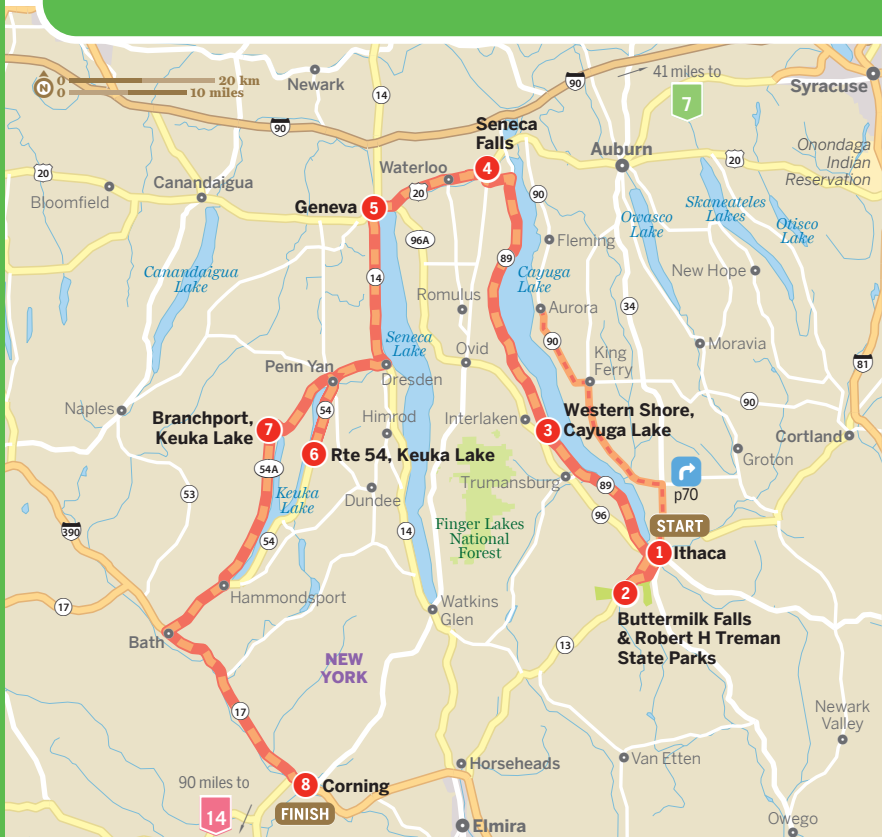 0 20 km
N
0 10 miles
Newark
14
90
41 miles to
7
Syracuse
90
Seneca
Falls
4
Auburn
20
Onondaga
Indian
Reservation
20
Bloomfield
Canandaigua
Waterloo
20
90
Geneva
5
96A
Fleming
Owasco
Lake
Skaneateles
Lakes
Otisco
Lake
Canandaigua
Lake
14
89
Cayuga
Lake
New Hope
Romulus
Aurora
34
Seneca
Lake
90
Moravia
Ovid
King
Ferry
81
Penn Yan
Dresden
Naples
54
90
Branchport,
Keuka Lake
7
Himrod
Interlaken
3
Western Shore,
Cayuga Lake
Cortland
6
Rte 54, Keuka Lake
Groton
54A
Trumansburg
p70
53
Keuka
Lake
Dundee
89
96
390
14
Finger Lakes
National
Forest
START
54
1
Ithaca
17
Hammondsport
2
Watkins
Glen
Buttermilk Falls
& Robert H Treman
State Parks
Bath
13
NEW
YORK
17
Newark
Valley
Horseheads
Van Etten
90 miles to
14
8
Corning
FINISH
Elmira
Owego